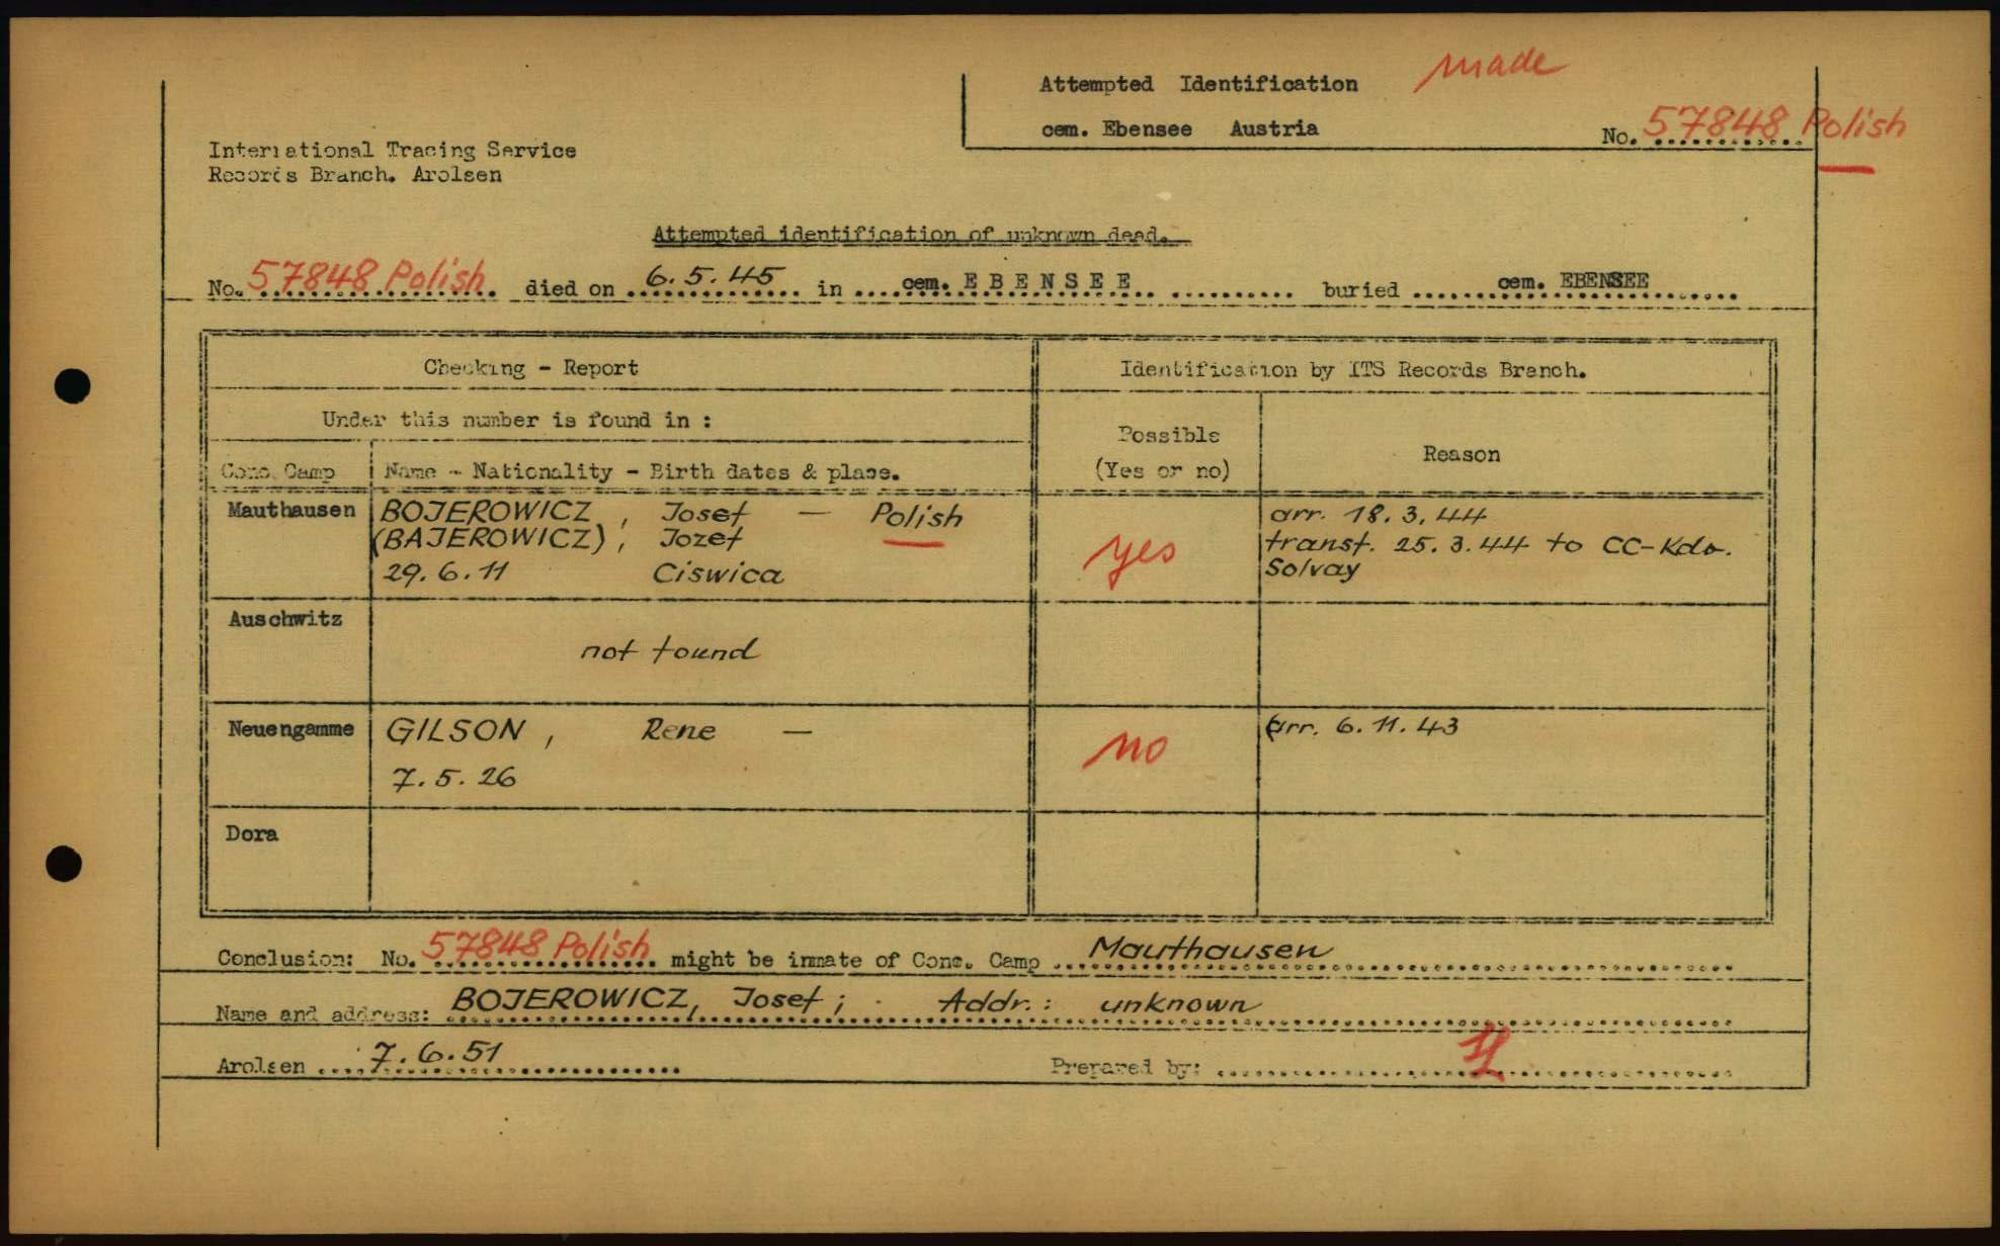 made
Attempted Identification
cem. Ebensee Austria
No. 57848 Polish
International Tracing Service
Records Branch. Arolsen
Attempted identification of unknown dead.
No. 57848 Polish died on 6.5.45 in cem. E B E N S E E buried cem. EBENSEE
Checking - Report
Identification by ITS Records Branch.
Under this number is found in :
Possible
(Yes or no)
Reason
Conc. Camp
Name - Nationality - Birth dates & place.
Mauthausen
BOJEROWICZ , Josef — Polish
(BAJEROWICZ) , Jozef
29.6.11 Ciswica
yes
arr. 18.3.44
transf. 25.3.44 to CC-Kdo.
Solvay
Auschwitz
not found
Neuengamme
GILSON , Rene —
7.5.26
no
arr. 6.11.43
Dora
Conclusion: No. 57848 Polish might be inmate of Conc. Camp Mauthausen
Name and address: BOJEROWICZ, Josef ; Addr.: unknown
Arolsen 7.6.51
Prepared by: